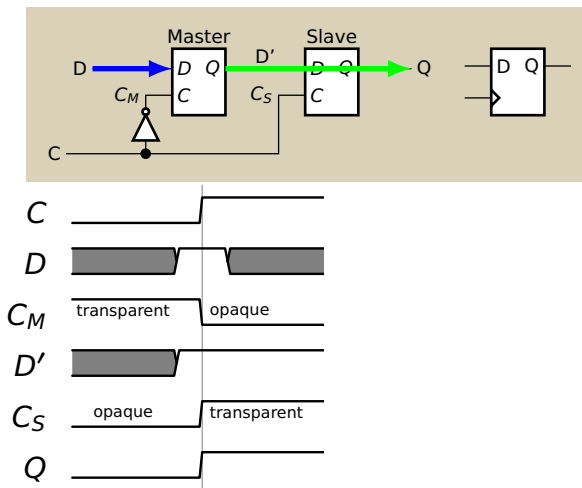 Master Slave
D D Q D’ D Q Q D Q
C_M C C_S C
C
C
D
C_M transparent opaque
D′
C_S opaque transparent
Q